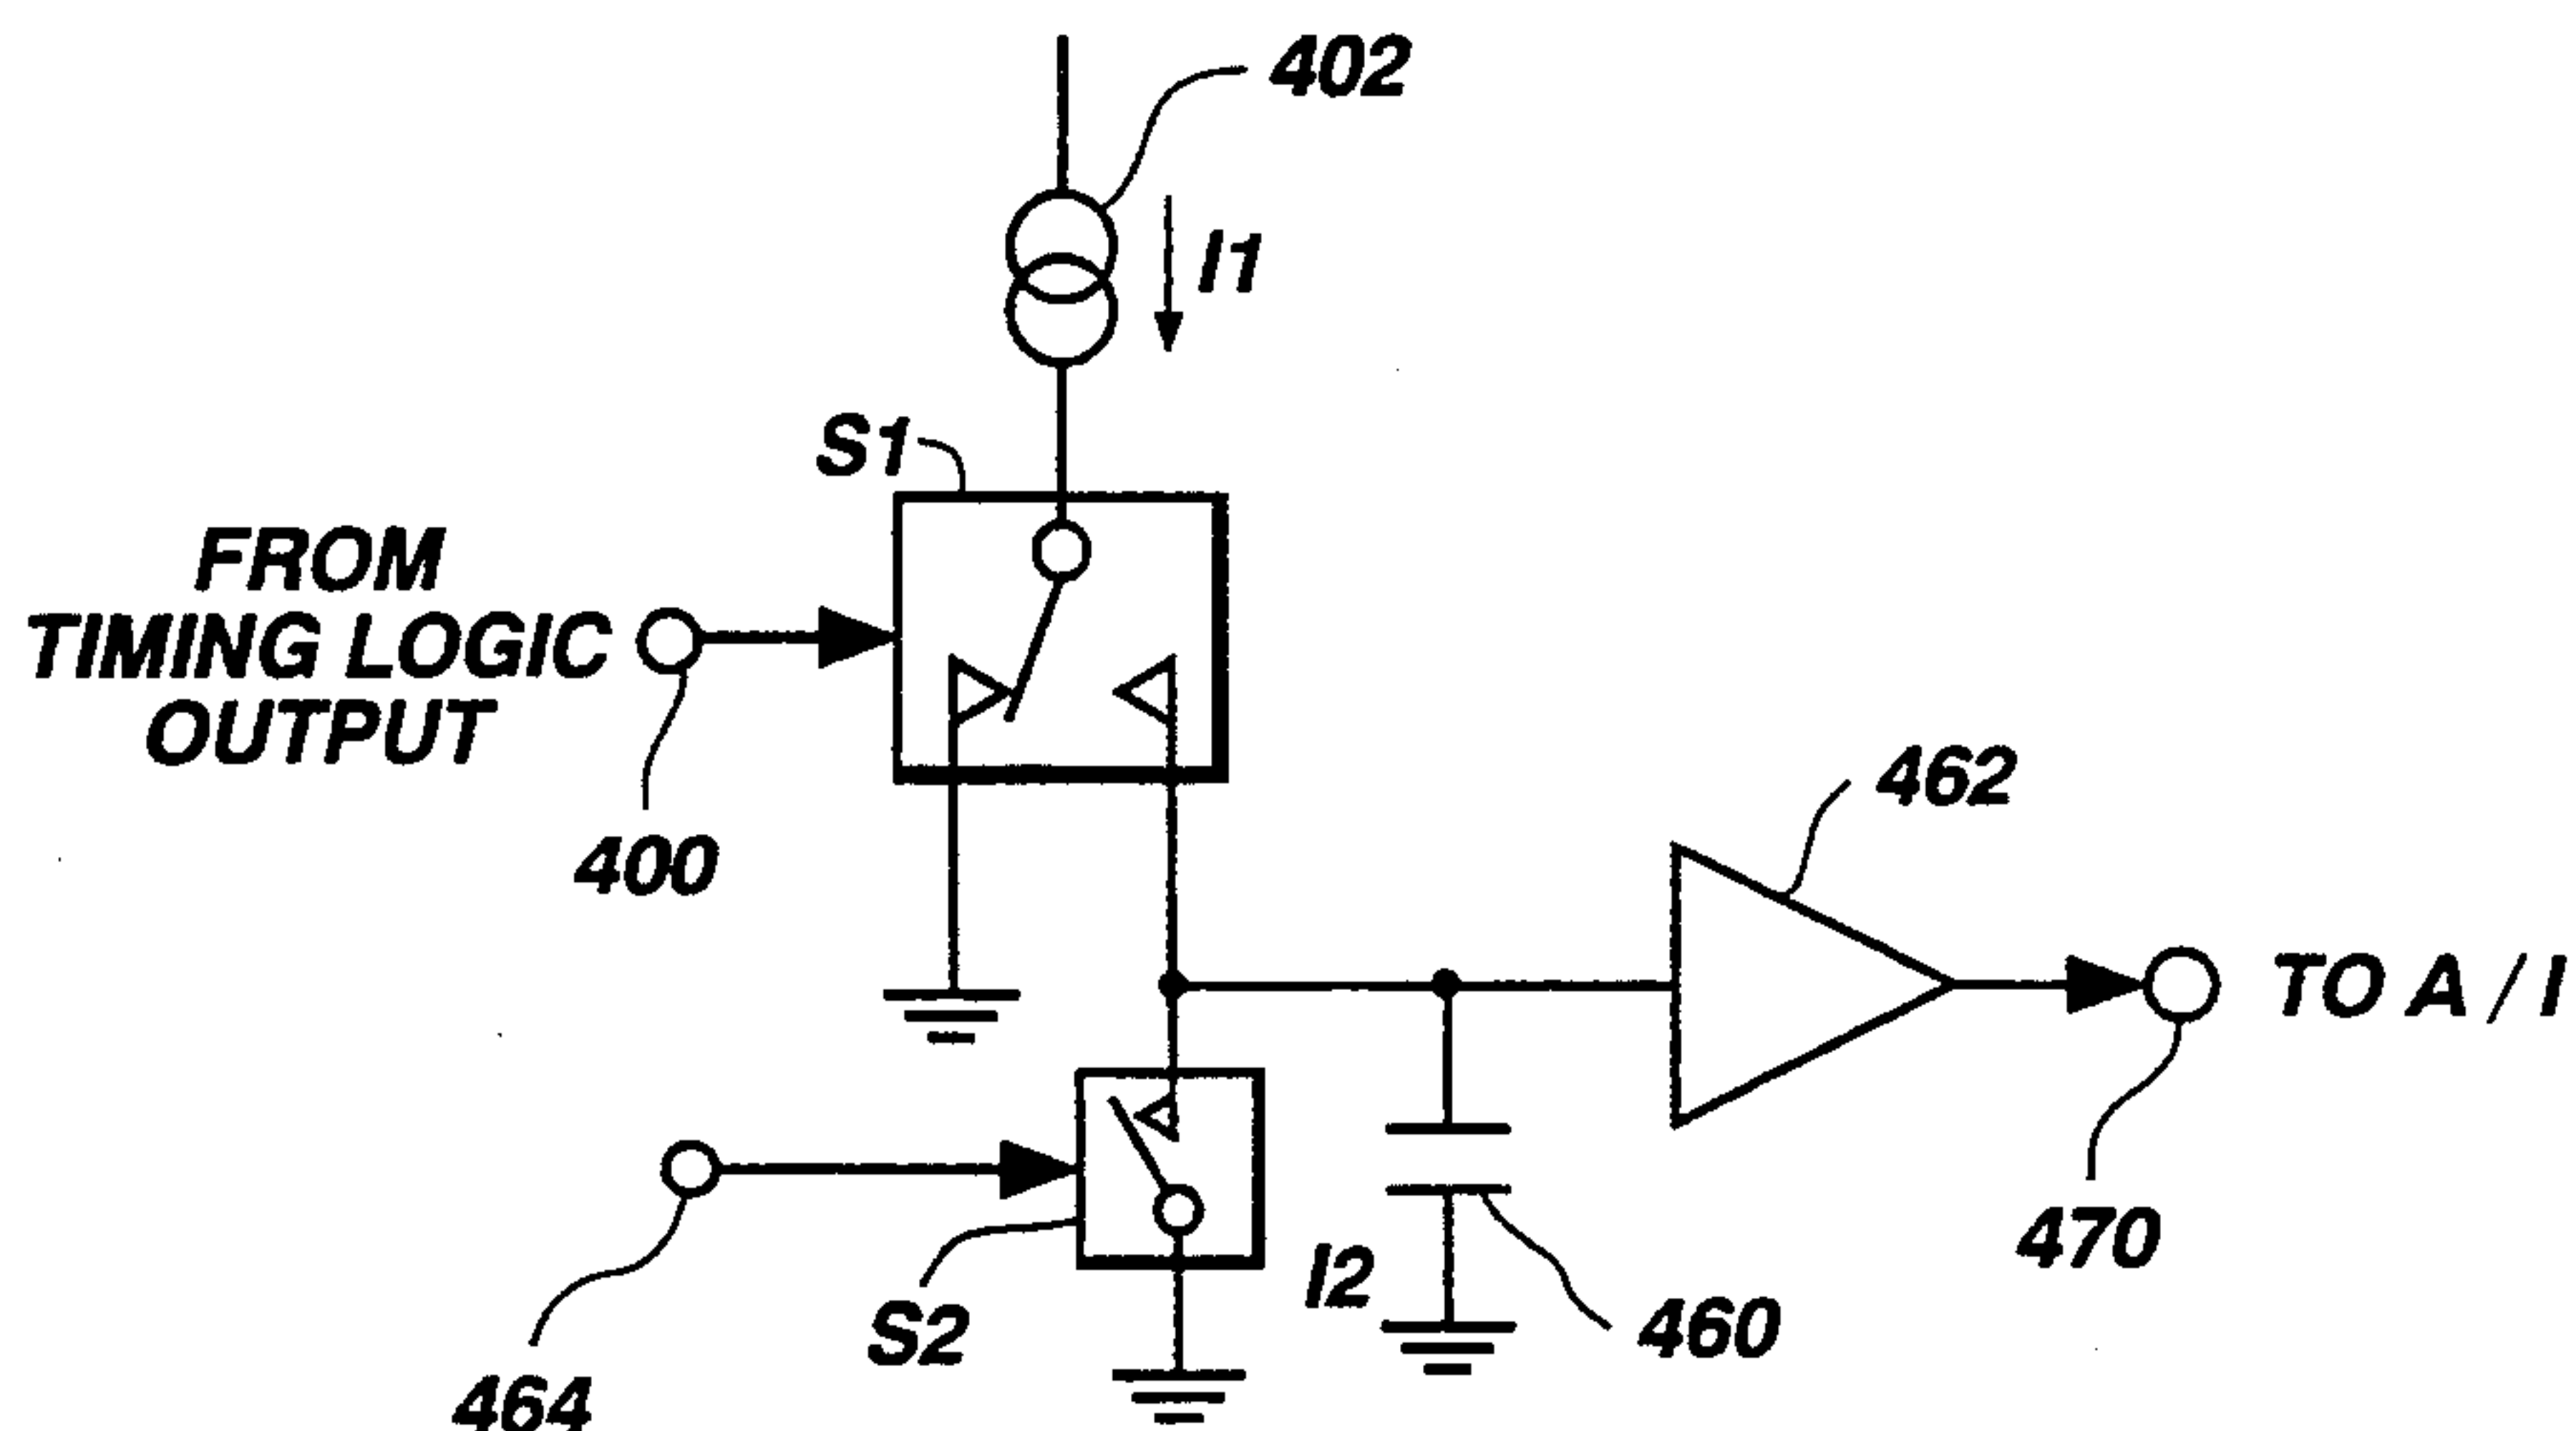 402
I1
S1
FROM
TIMING LOGIC
OUTPUT
400
462
TO A / I
470
S2
I2
460
464